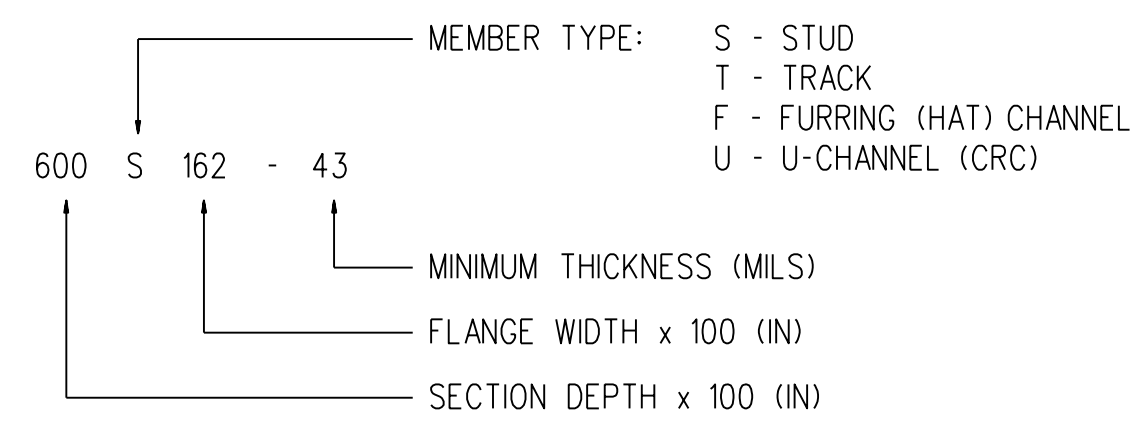 MEMBER TYPE: S - STUD
T - TRACK
F - FURRING (HAT) CHANNEL
U - U-CHANNEL (CRC)
600 S 162 - 43
MINIMUM THICKNESS (MILS)
FLANGE WIDTH x 100 (IN)
SECTION DEPTH x 100 (IN)